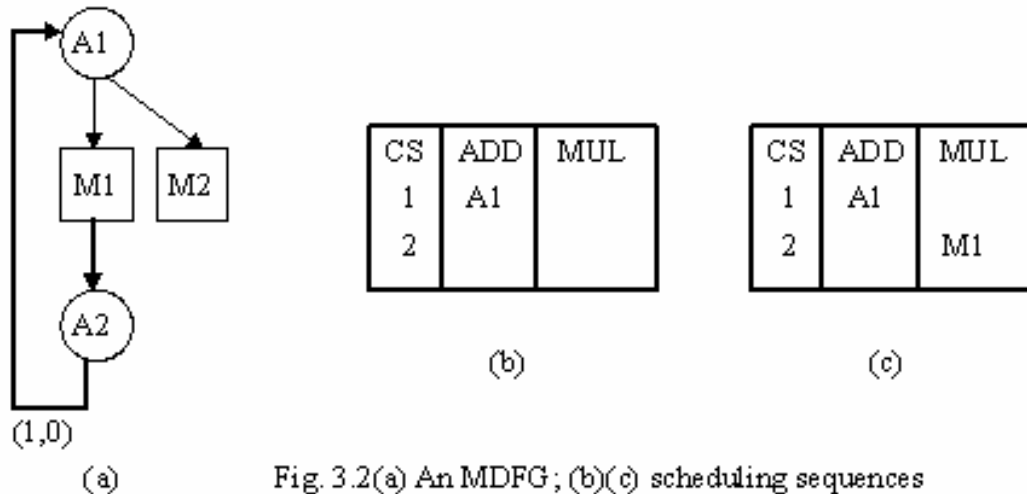 A1
M1 M2
A2
(1,0)
(a)
CS ADD MUL
1 A1
2
(b)
CS ADD MUL
1 A1
2 M1
(c)
Fig. 3.2(a) An MDFG; (b)(c) scheduling sequences